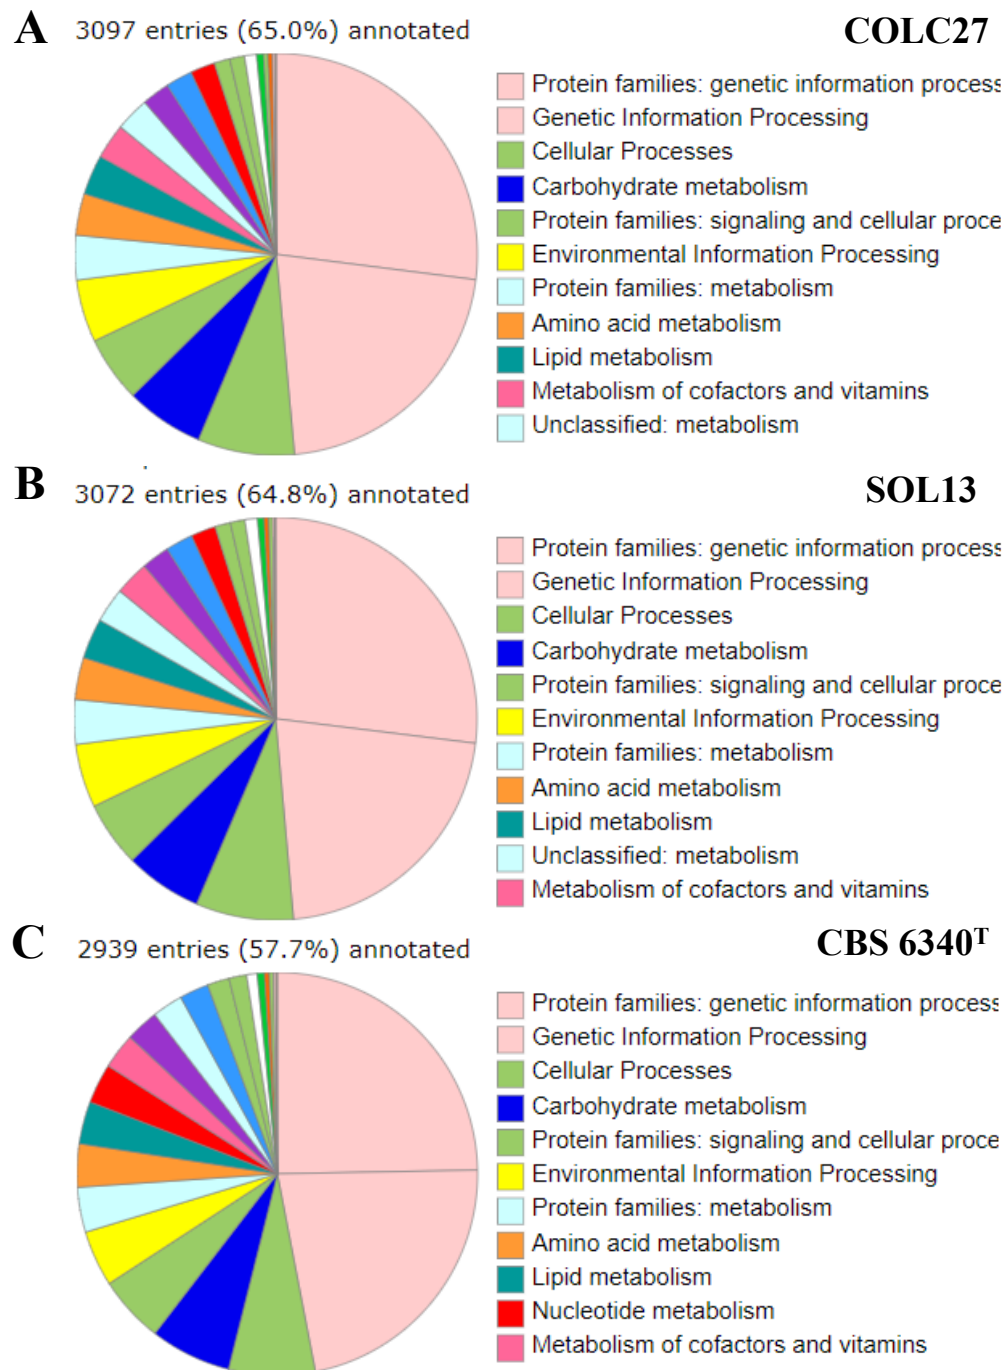 A 3097 entries (65.0%) annotated COLC27
Protein families: genetic information process
Genetic Information Processing
Cellular Processes
Carbohydrate metabolism
Protein families: signaling and cellular proce
Environmental Information Processing
Protein families: metabolism
Amino acid metabolism
Lipid metabolism
Metabolism of cofactors and vitamins
Unclassified: metabolism
B 3072 entries (64.8%) annotated SOL13
Protein families: genetic information process
Genetic Information Processing
Cellular Processes
Carbohydrate metabolism
Protein families: signaling and cellular proce
Environmental Information Processing
Protein families: metabolism
Amino acid metabolism
Lipid metabolism
Unclassified: metabolism
Metabolism of cofactors and vitamins
C 2939 entries (57.7%) annotated CBS 6340ᵀ
Protein families: genetic information process
Genetic Information Processing
Cellular Processes
Carbohydrate metabolism
Protein families: signaling and cellular proce
Environmental Information Processing
Protein families: metabolism
Amino acid metabolism
Lipid metabolism
Nucleotide metabolism
Metabolism of cofactors and vitamins